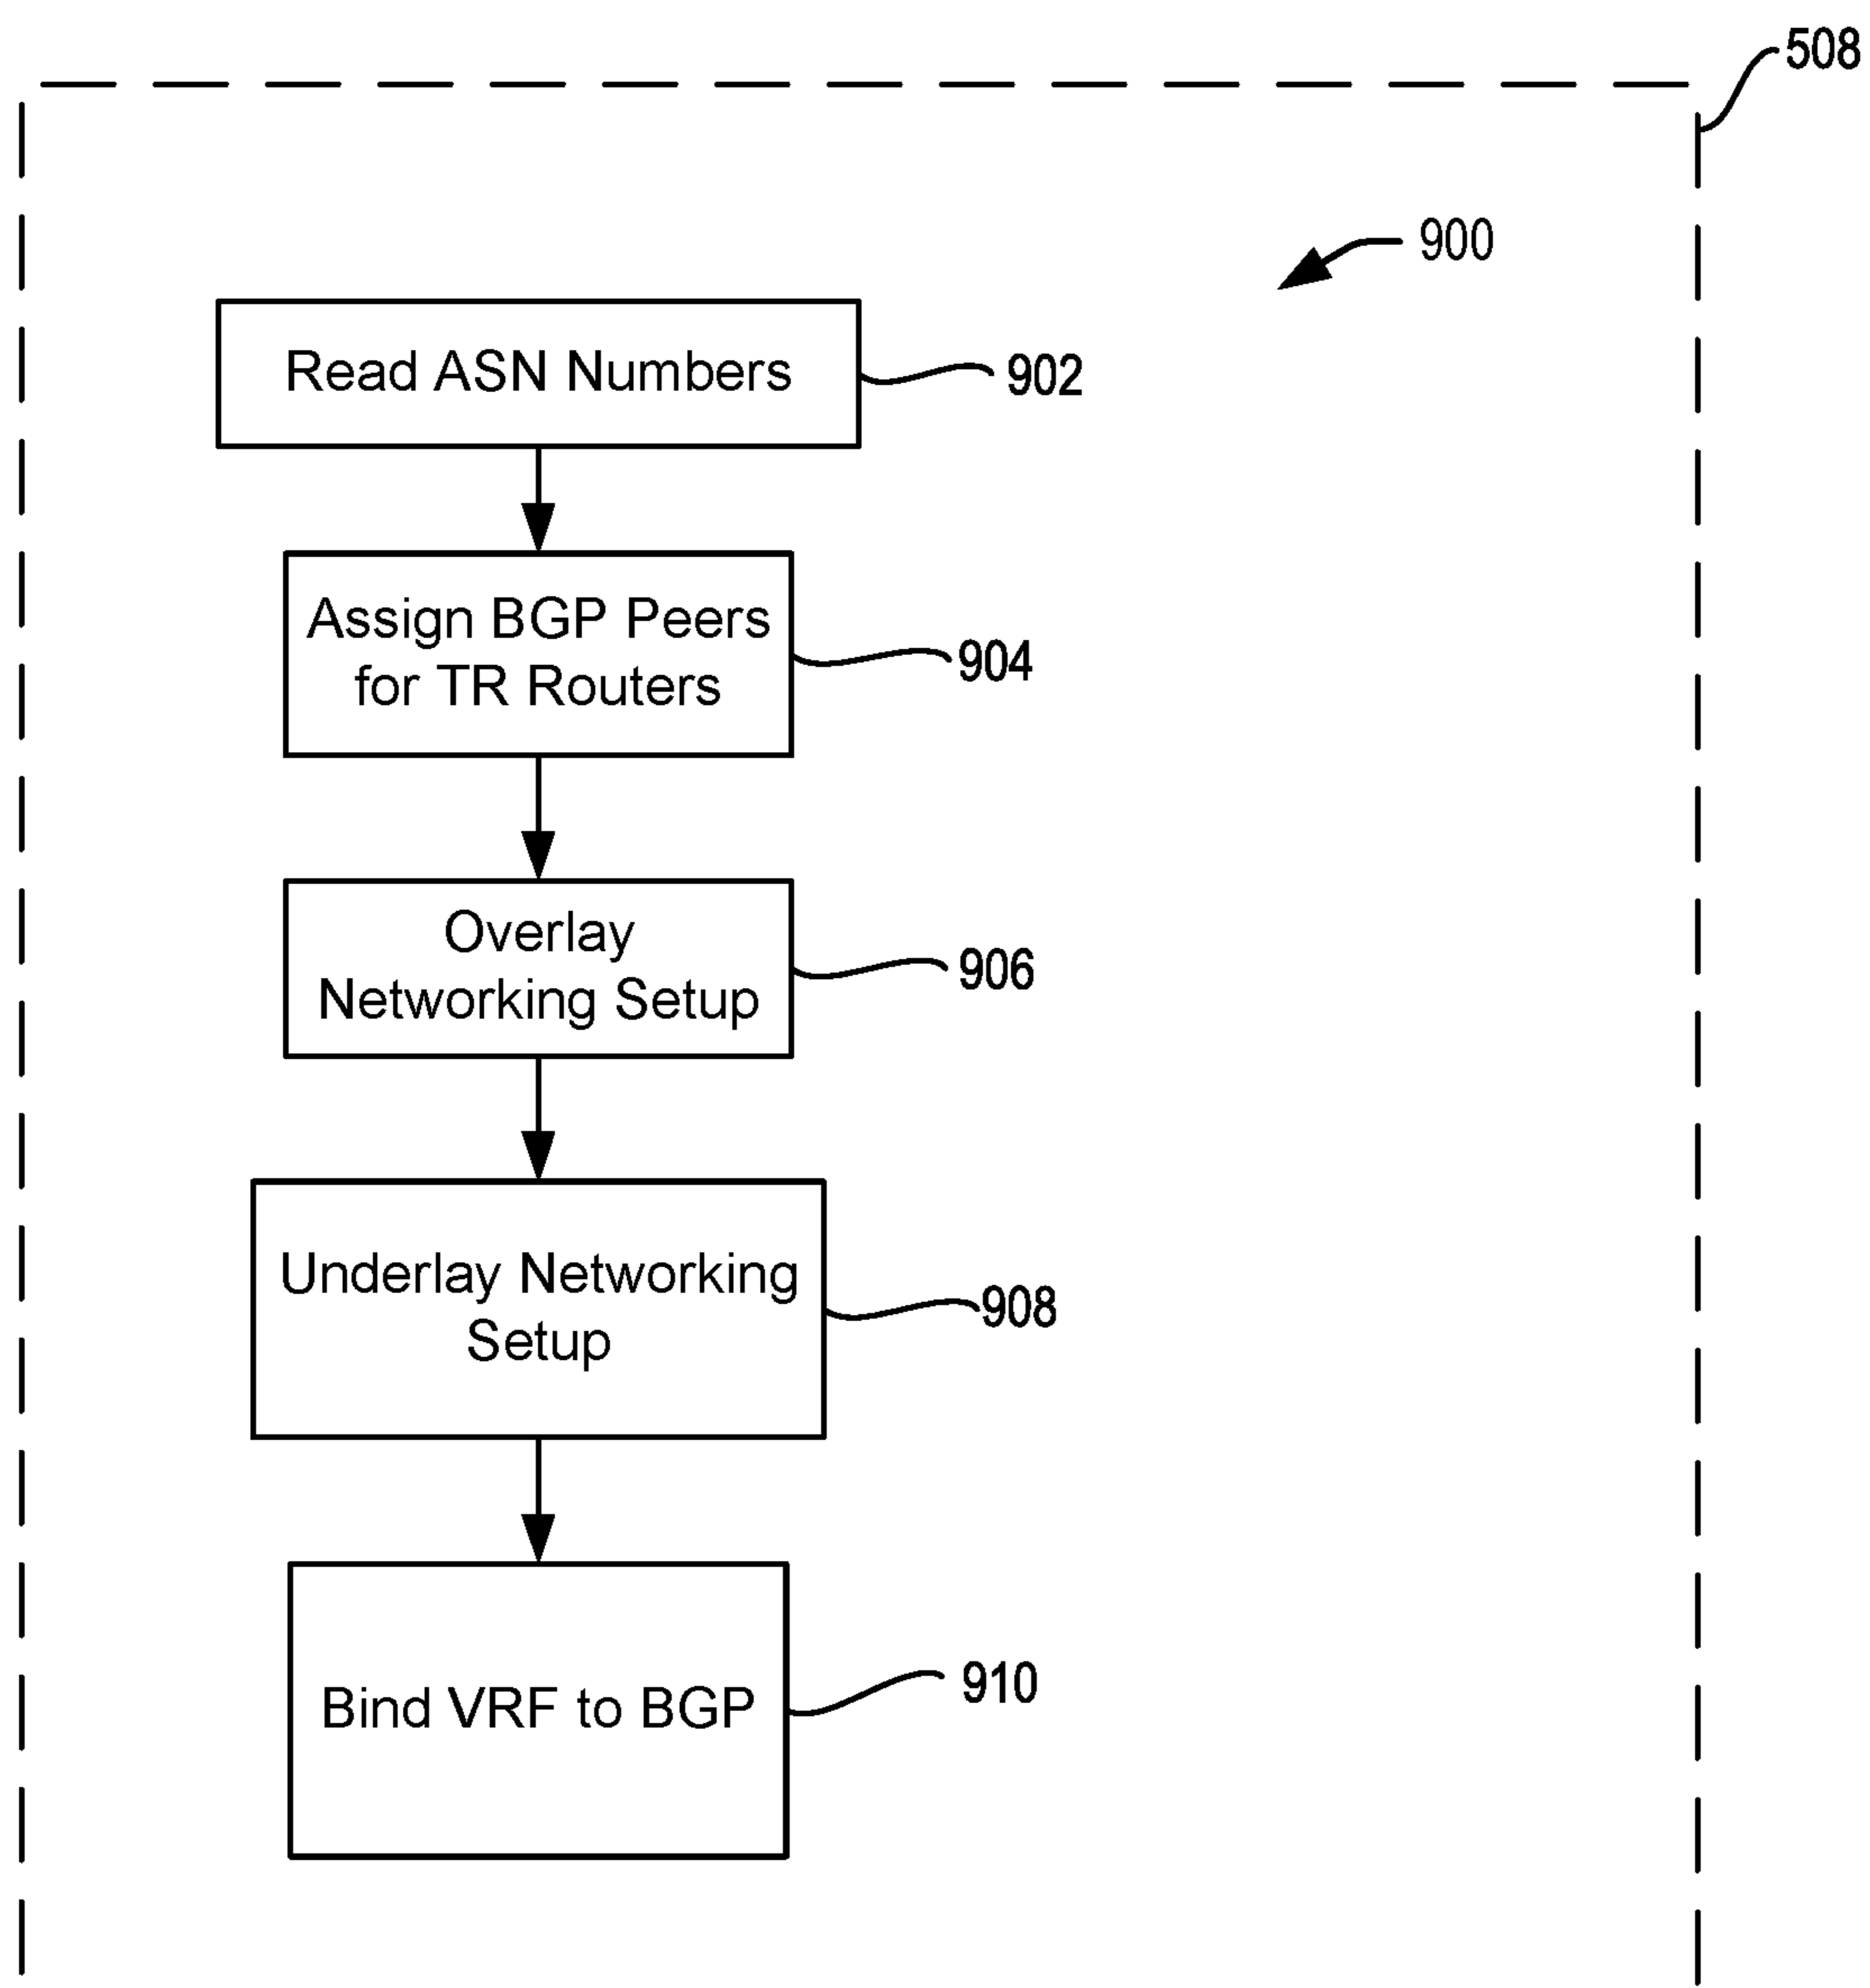 508
900
Read ASN Numbers
902
Assign BGP Peers
for TR Routers
904
Overlay
Networking Setup
906
Underlay Networking
Setup
908
Bind VRF to BGP
910